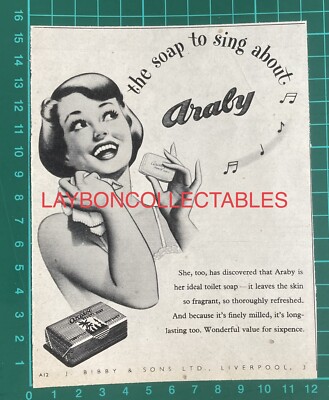 the soap to sing about
Araby
LAYBONCOLLECTABLES
She, too, has discovered that Araby is
her ideal toilet soap — it leaves the skin
so fragrant, so thoroughly refreshed.
And because it's finely milled, it's long-
lasting too. Wonderful value for sixpence.
A12 J. BIBBY & SONS LTD., LIVERPOOL, 3
16
15
14
13
12
11
10
9
8
7
6
5
4
3
2
1
0
1 2 3 4 5 6 7 8 9 10 11 12